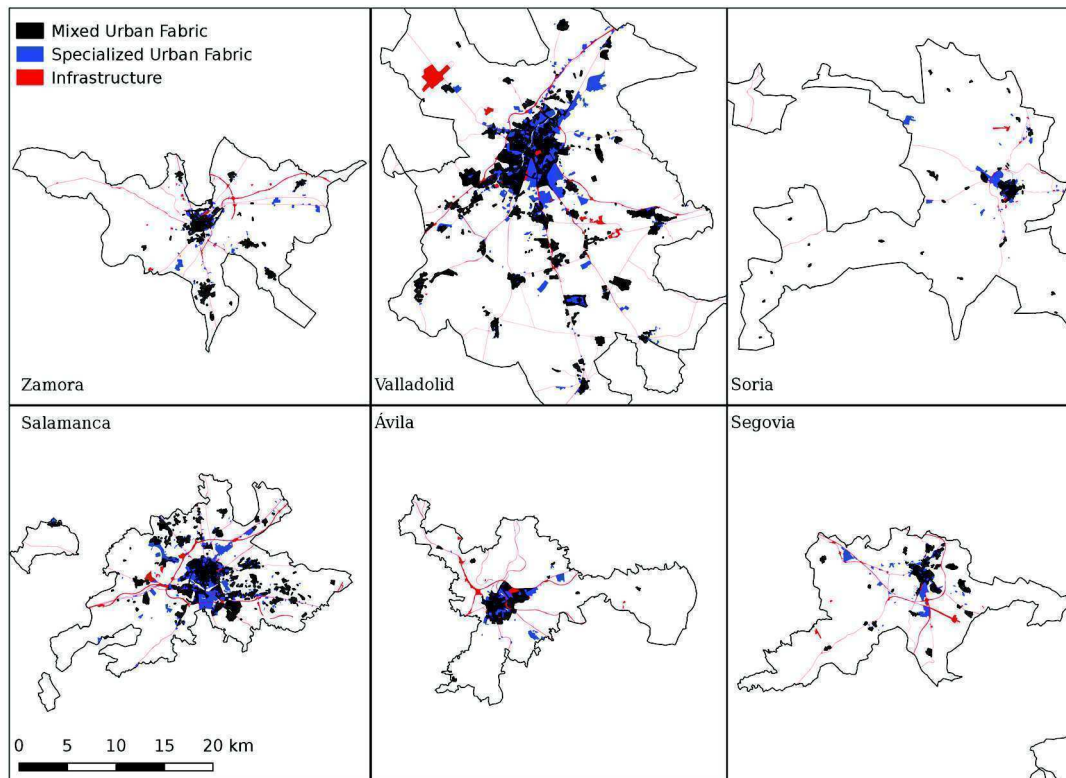 Mixed Urban Fabric
Specialized Urban Fabric
Infrastructure
Zamora
Valladolid
Soria
Salamanca
Ávila
Segovia
0 5 10 15 20 km